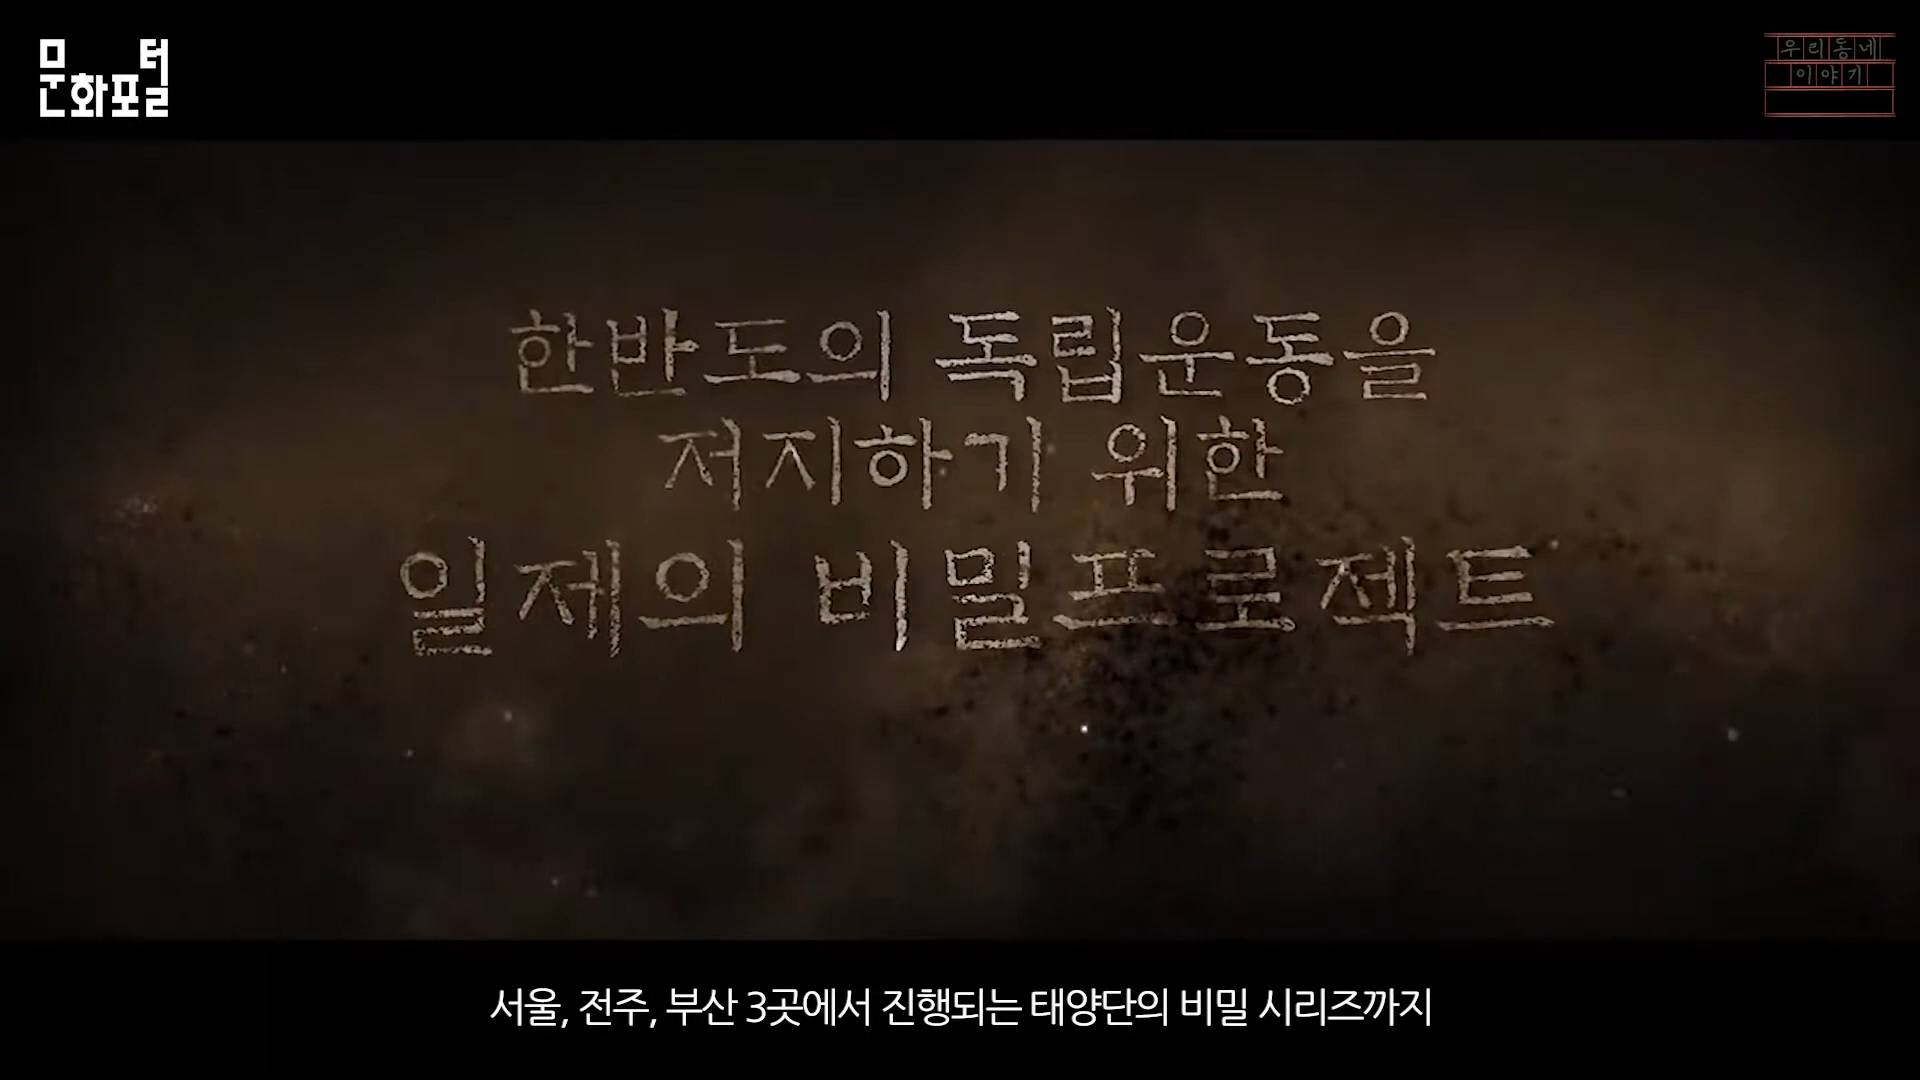 문화포털
우리동네
이야기
한반도의 독립운동을
저지하기 위한
일제의 비밀프로젝트
서울, 전주, 부산 3곳에서 진행되는 태양단의 비밀 시리즈까지